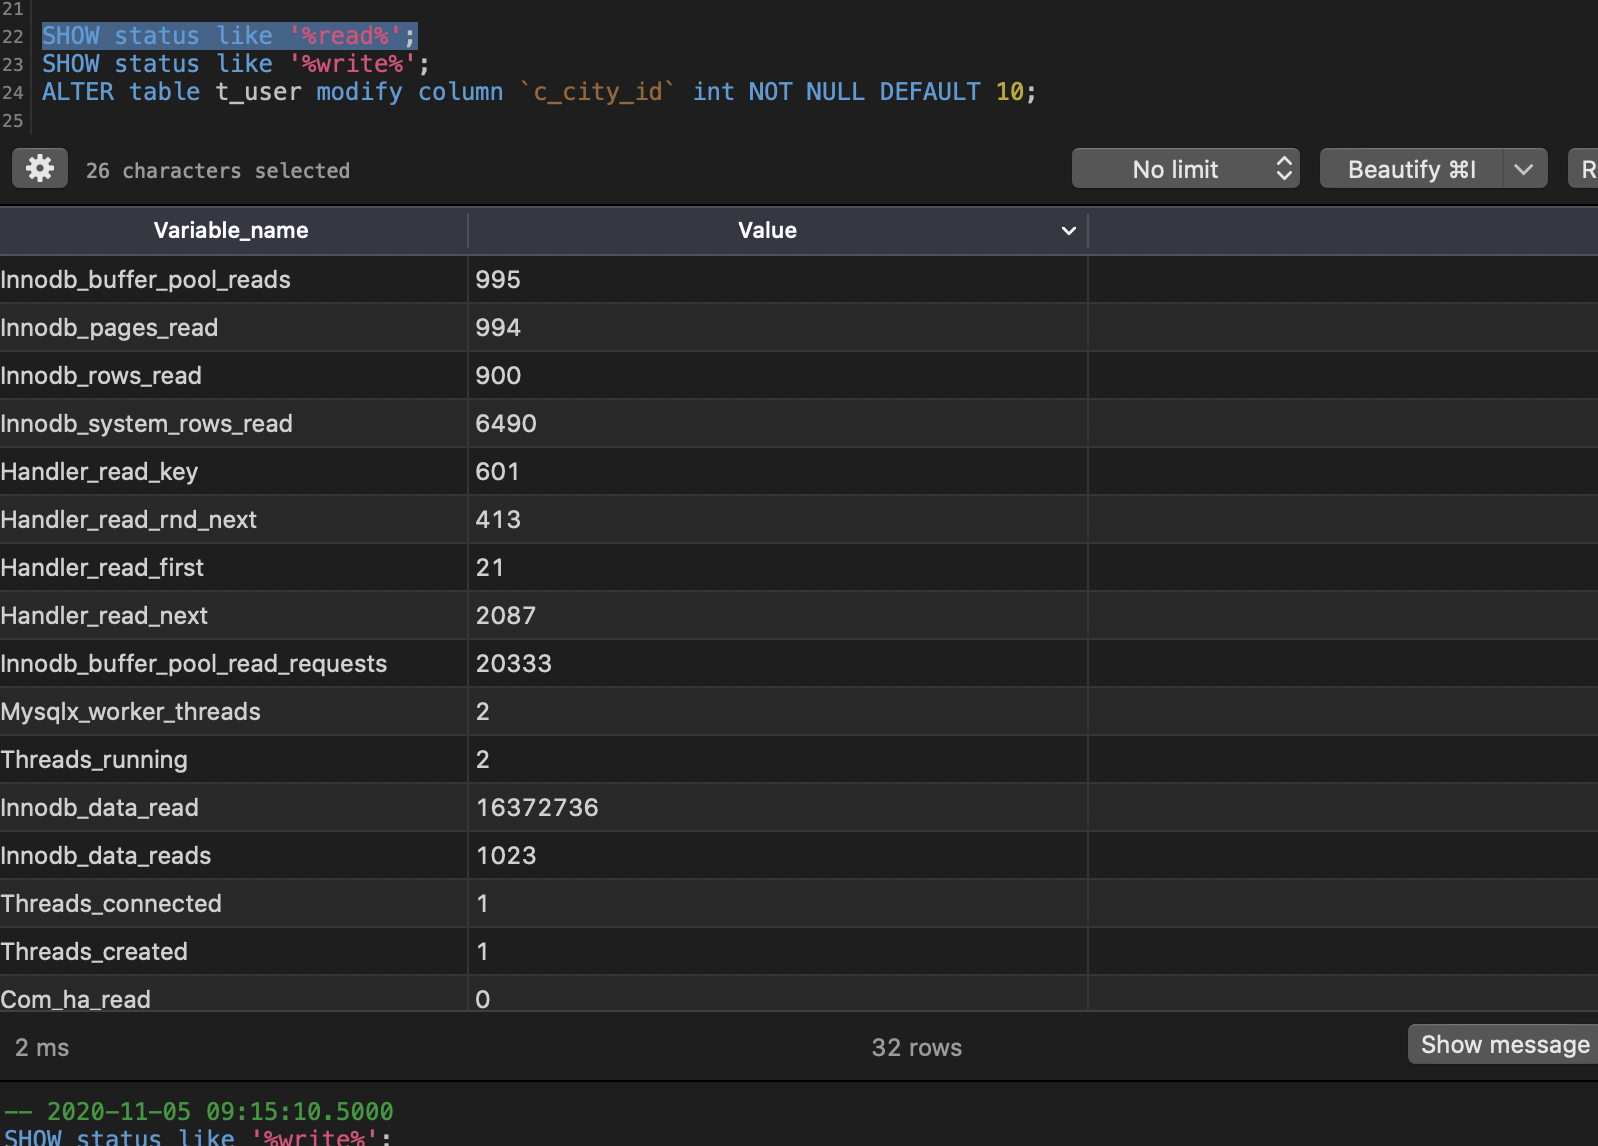 21
22 SHOW status like '%read%';
23 SHOW status like '%write%';
24 ALTER table t_user modify column `c_city_id` int NOT NULL DEFAULT 10;
25
26 characters selected No limit Beautify ⌘I R
Variable_name Value
Innodb_buffer_pool_reads 995
Innodb_pages_read 994
Innodb_rows_read 900
Innodb_system_rows_read 6490
Handler_read_key 601
Handler_read_rnd_next 413
Handler_read_first 21
Handler_read_next 2087
Innodb_buffer_pool_read_requests 20333
Mysqlx_worker_threads 2
Threads_running 2
Innodb_data_read 16372736
Innodb_data_reads 1023
Threads_connected 1
Threads_created 1
Com_ha_read 0
2 ms 32 rows Show message
-- 2020-11-05 09:15:10.5000
SHOW status like '%write%';